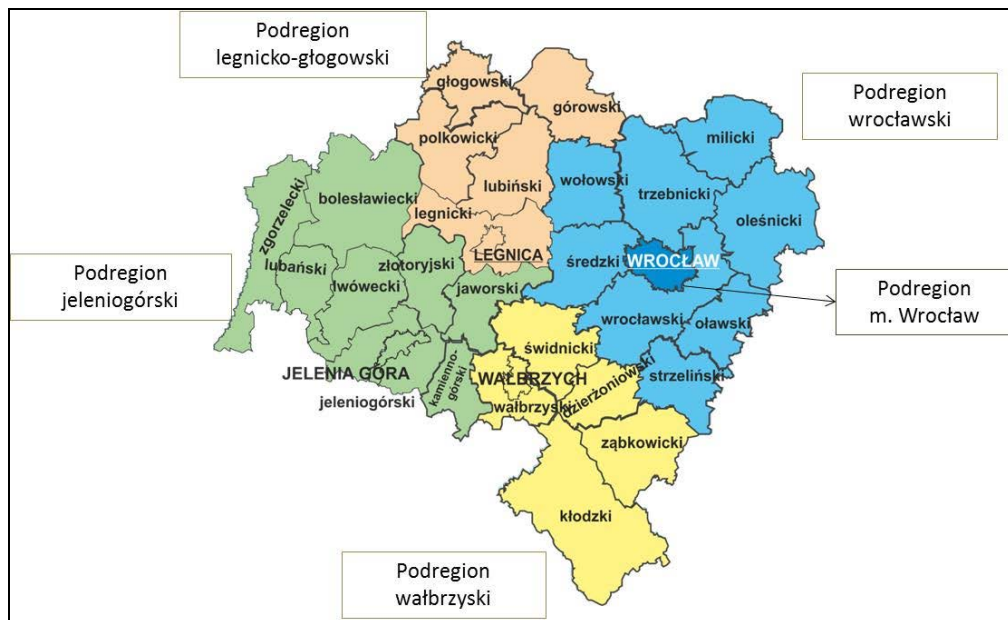 Podregion
legnicko-głogowski
Podregion
wrocławski
Podregion
jeleniogórski
Podregion
m. Wrocław
Podregion
wałbrzyski
głogowski
górowski
polkowicki
milicki
lubiński
wołowski
trzebnicki
bolesławiecki
legnicki
oleśnicki
zgorzelecki
LEGNICA
średzki
WROCŁAW
lubański
złotoryjski
lwówecki
jaworski
wrocławski
oławski
świdnicki
JELENIA GÓRA
kamienno-
górski
WAŁBRZYCH
dzierżoniowski
strzeliński
jeleniogórski
wałbrzyski
ząbkowicki
kłodzki